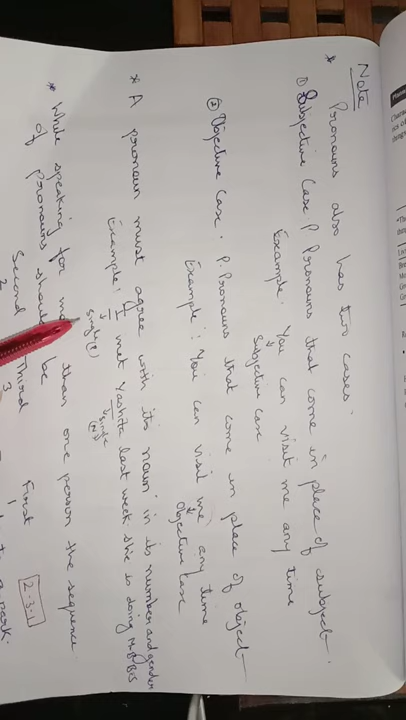 Note
* Pronouns also has two cases.
① Subjective Case P. Pronouns that come in place of subject.
Example. You can visit me any time
Subjective Case
② Objective Case: P. Pronouns that come in place of object
Example: You can visit me any time
Objective Case
* A pronoun must agree with its noun in its number and gender
Example: I met Yashita last week she is doing M.B.B.S
* While speaking for than one person the sequence
of pronouns be
Second Third First
2 3
2.3.1